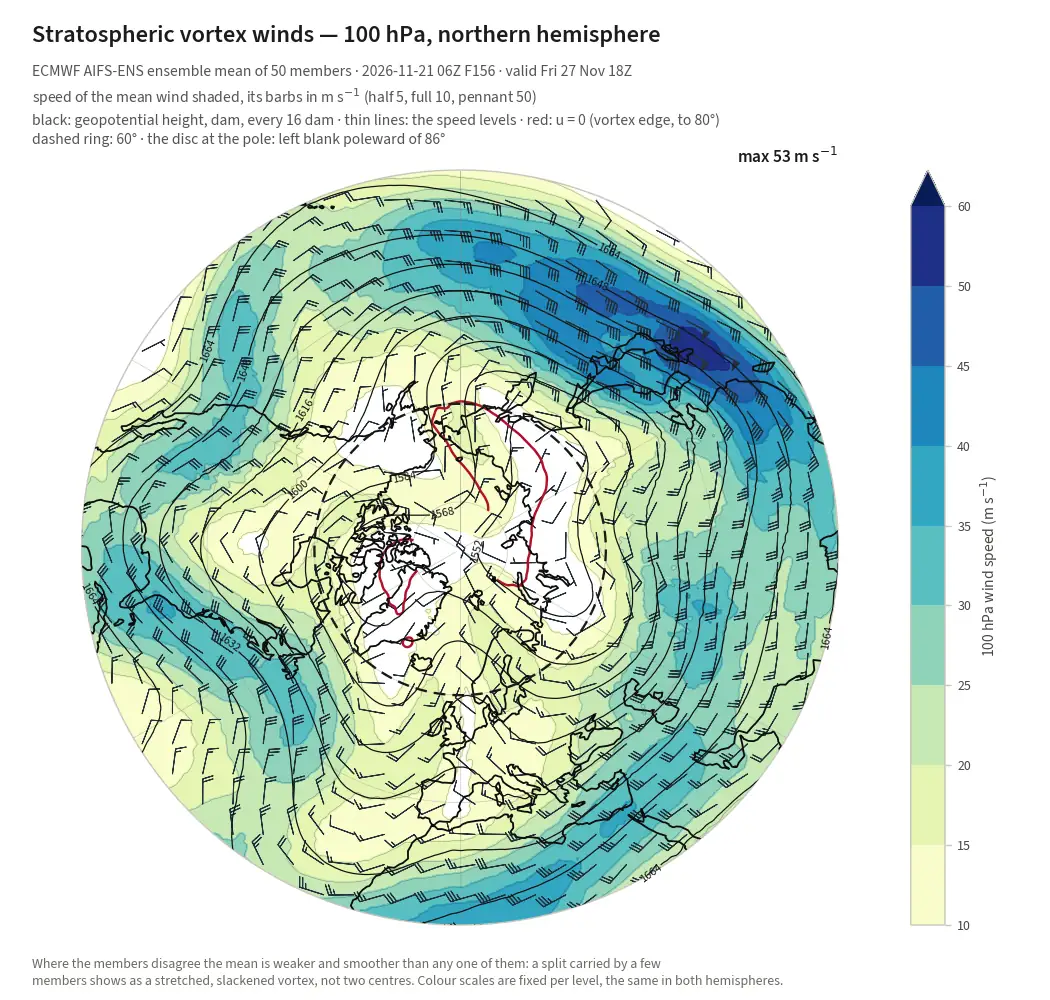 Stratospheric vortex winds — 100 hPa, northern hemisphere
ECMWF AIFS-ENS ensemble mean of 50 members · 2026-11-21 06Z F156 · valid Fri 27 Nov 18Z
speed of the mean wind shaded, its barbs in m s⁻¹ (half 5, full 10, pennant 50)
black: geopotential height, dam, every 16 dam · thin lines: the speed levels · red: u = 0 (vortex edge, to 80°)
dashed ring: 60° · the disc at the pole: left blank poleward of 86°
max 53 m s⁻¹
60
50
45
40
35
30
25
20
15
10
100 hPa wind speed (m s⁻¹)
1664
1648
1664
1648
1616
1600
1584
1568
1552
1664
1632
1664
1664
Where the members disagree the mean is weaker and smoother than any one of them: a split carried by a few
members shows as a stretched, slackened vortex, not two centres. Colour scales are fixed per level, the same in both hemispheres.